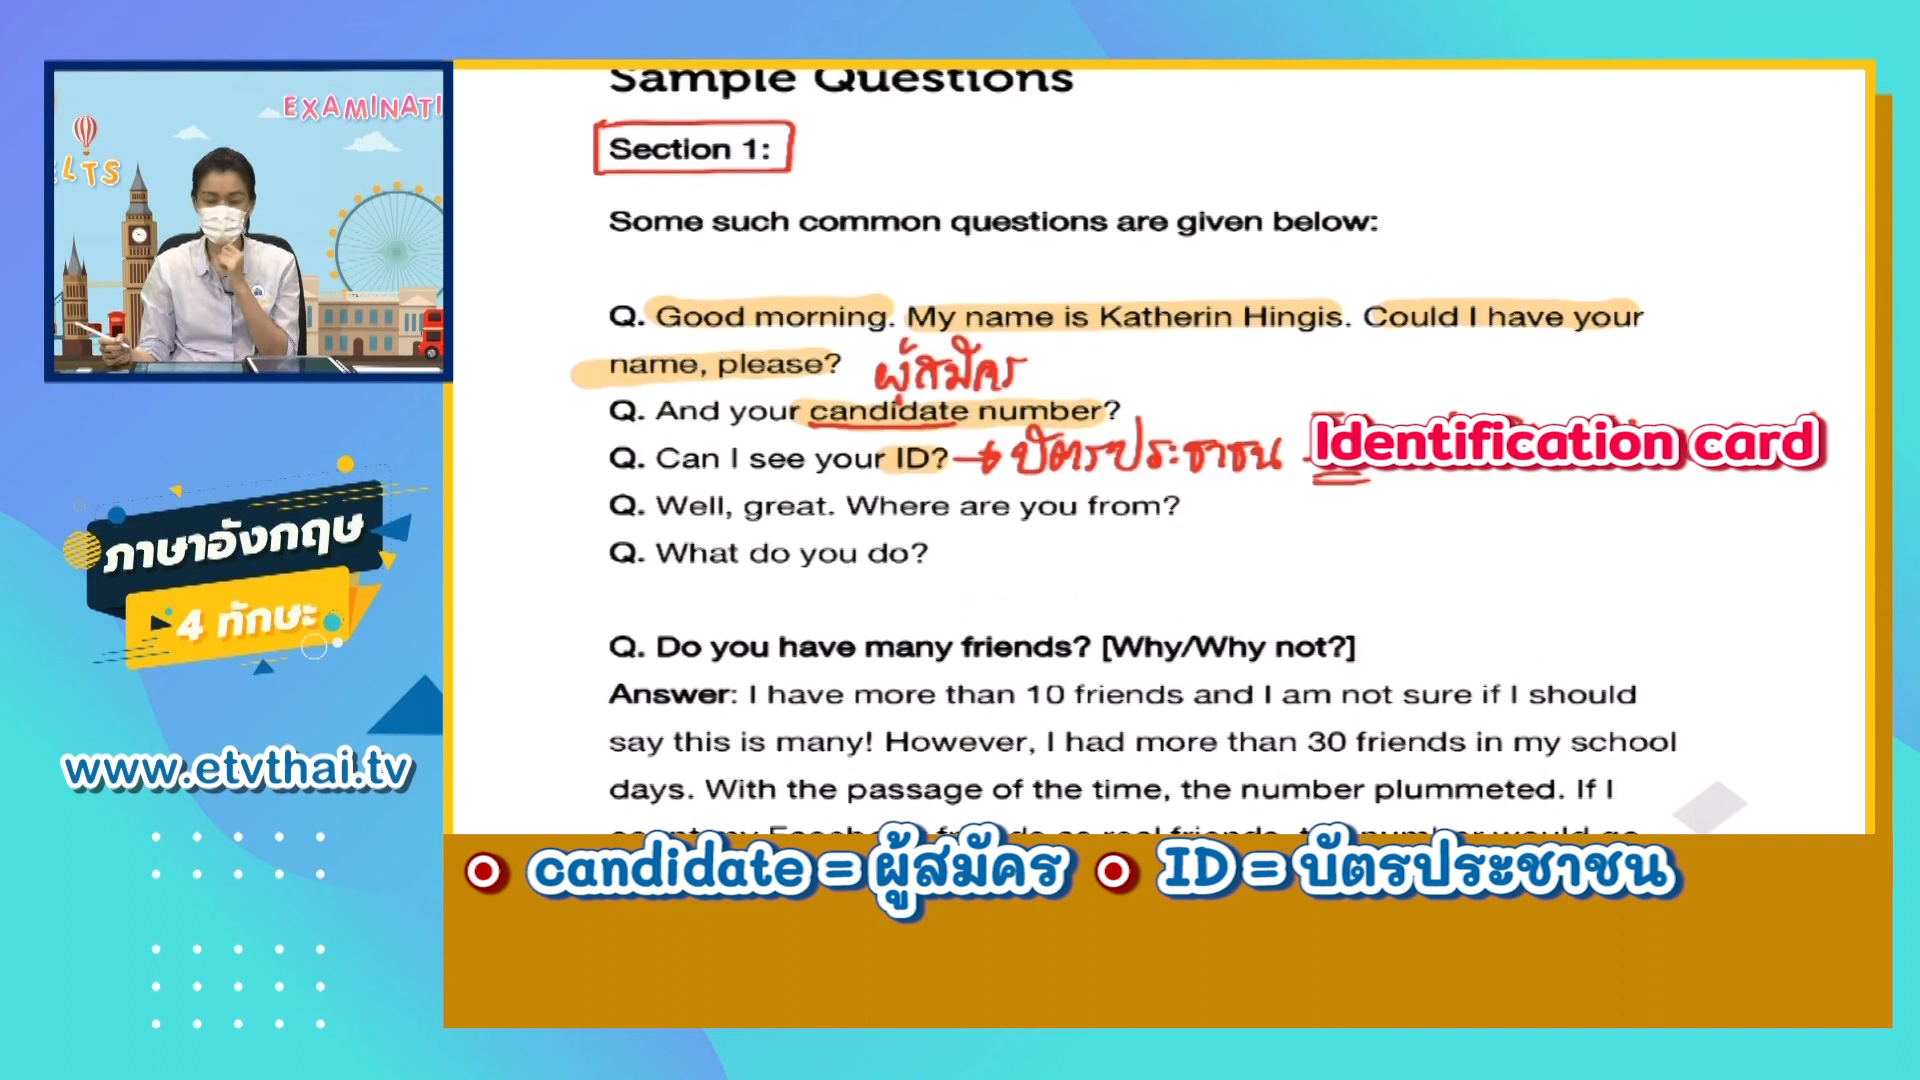 EXAMINATI
ELTS
ภาษาอังกฤษ
4 ทักษะ
www.etvthai.tv
Sample Questions
Section 1:
Some such common questions are given below:
Q. Good morning. My name is Katherin Hingis. Could I have your
name, please?
ผู้สมัคร
Q. And your candidate number?
Q. Can I see your ID? → บัตรประชาชน Identification card
Q. Well, great. Where are you from?
Q. What do you do?
Q. Do you have many friends? [Why/Why not?]
Answer: I have more than 10 friends and I am not sure if I should
say this is many! However, I had more than 30 friends in my school
days. With the passage of the time, the number plummeted. If I
candidate = ผู้สมัคร ID = บัตรประชาชน